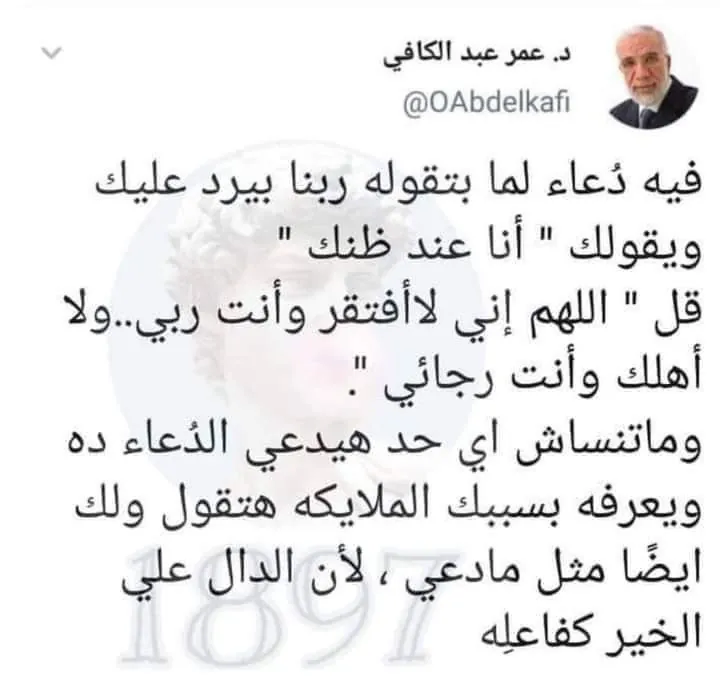 د. عمر عبد الكافي
@OAbdelkafi
فيه دُعاء لما بتقوله ربنا بيرد عليك
ويقولك " أنا عند ظنك "
قل " اللهم إني لاأفتقر وأنت ربي..ولا
أهلك وأنت رجائي ".
وماتنساش اي حد هيدعي الدُعاء ده
ويعرفه بسببك الملايكه هتقول ولك
ايضًا مثل مادعي ، لأن الدال علي
الخير كفاعلِه
1897